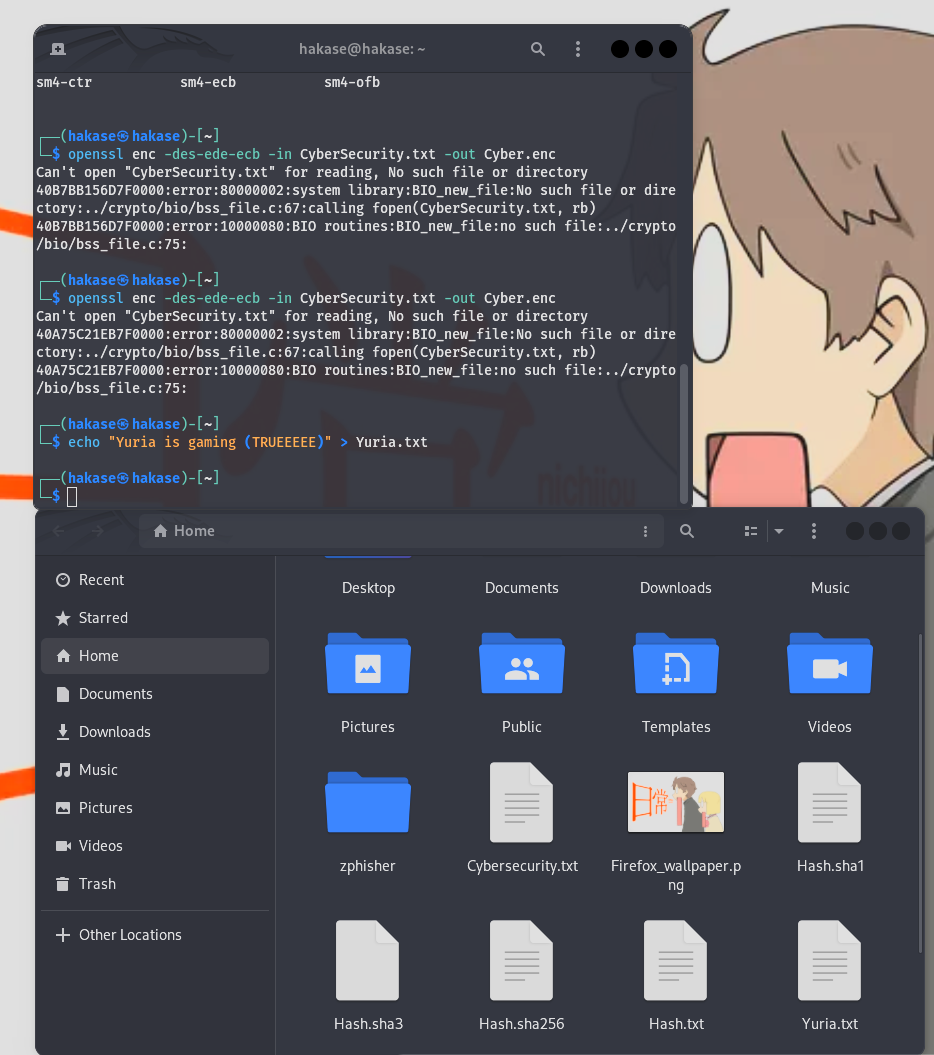 hakase@hakase: ~
sm4-ctr sm4-ecb sm4-ofb
┌──(hakase㉿hakase)-[~]
└─$ openssl enc -des-ede-ecb -in CyberSecurity.txt -out Cyber.enc
Can't open "CyberSecurity.txt" for reading, No such file or directory
40B7BB156D7F0000:error:80000002:system library:BIO_new_file:No such file or dire
ctory:../crypto/bio/bss_file.c:67:calling fopen(CyberSecurity.txt, rb)
40B7BB156D7F0000:error:10000080:BIO routines:BIO_new_file:no such file:../crypto
/bio/bss_file.c:75:
┌──(hakase㉿hakase)-[~]
└─$ openssl enc -des-ede-ecb -in CyberSecurity.txt -out Cyber.enc
Can't open "CyberSecurity.txt" for reading, No such file or directory
40A75C21EB7F0000:error:80000002:system library:BIO_new_file:No such file or dire
ctory:../crypto/bio/bss_file.c:67:calling fopen(CyberSecurity.txt, rb)
40A75C21EB7F0000:error:10000080:BIO routines:BIO_new_file:no such file:../crypto
/bio/bss_file.c:75:
┌──(hakase㉿hakase)-[~]
└─$ echo "Yuria is gaming (TRUEEEEE)" > Yuria.txt
┌──(hakase㉿hakase)-[~]
└─$
nichijou
Home
Recent
Starred
Home
Documents
Downloads
Music
Pictures
Videos
Trash
Other Locations
Desktop Documents Downloads Music
Pictures Public Templates Videos
日常
zphisher Cybersecurity.txt Firefox_wallpaper.p Hash.sha1
ng
Hash.sha3 Hash.sha256 Hash.txt Yuria.txt